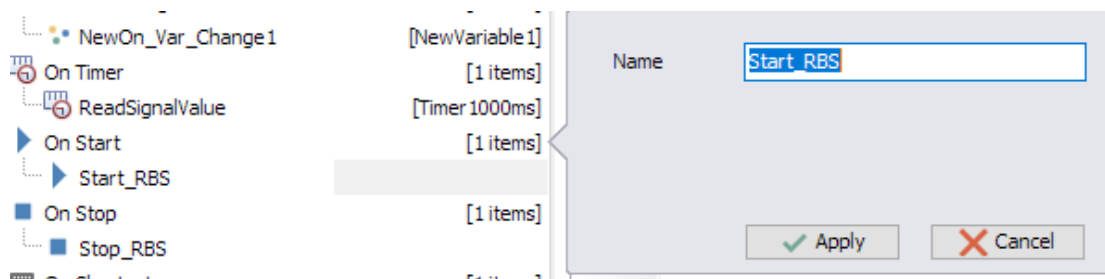 NewOn_Var_Change1 [NewVariable1]
On Timer [1 items]
ReadSignalValue [Timer 1000ms]
On Start [1 items]
Start_RBS
On Stop [1 items]
Stop_RBS
Name Start_RBS
Apply Cancel